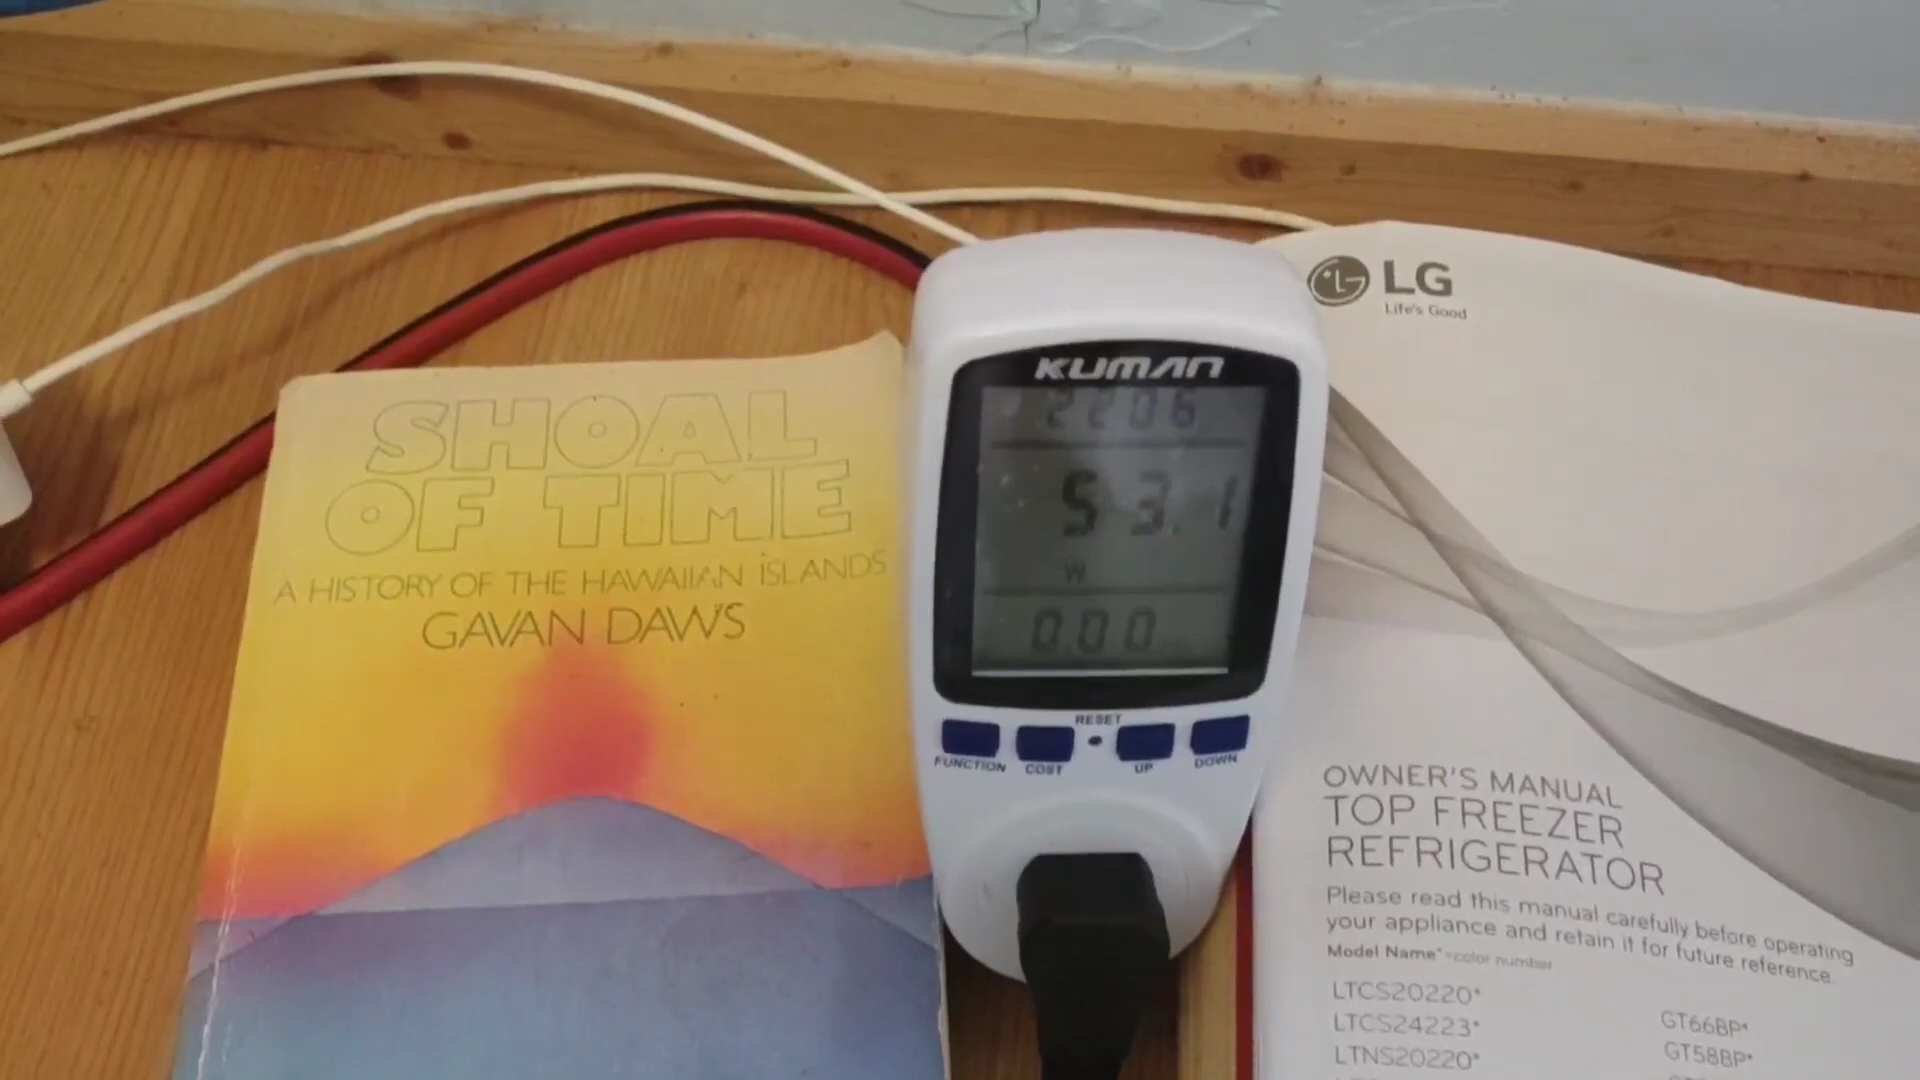 SHOAL
OF TIME
A HISTORY OF THE HAWAIIAN ISLANDS
GAVAN DAWS
KUMAN
2206
53.1
W
0.00
RESET
FUNCTION
COST
UP
DOWN
LG
Life's Good
OWNER'S MANUAL
TOP FREEZER
REFRIGERATOR
Please read this manual carefully before operating
your appliance and retain it for future reference.
Model Name*=color number
LTCS20220*
LTCS24223*
LTNS20220*
GT66BP*
GT58BP*